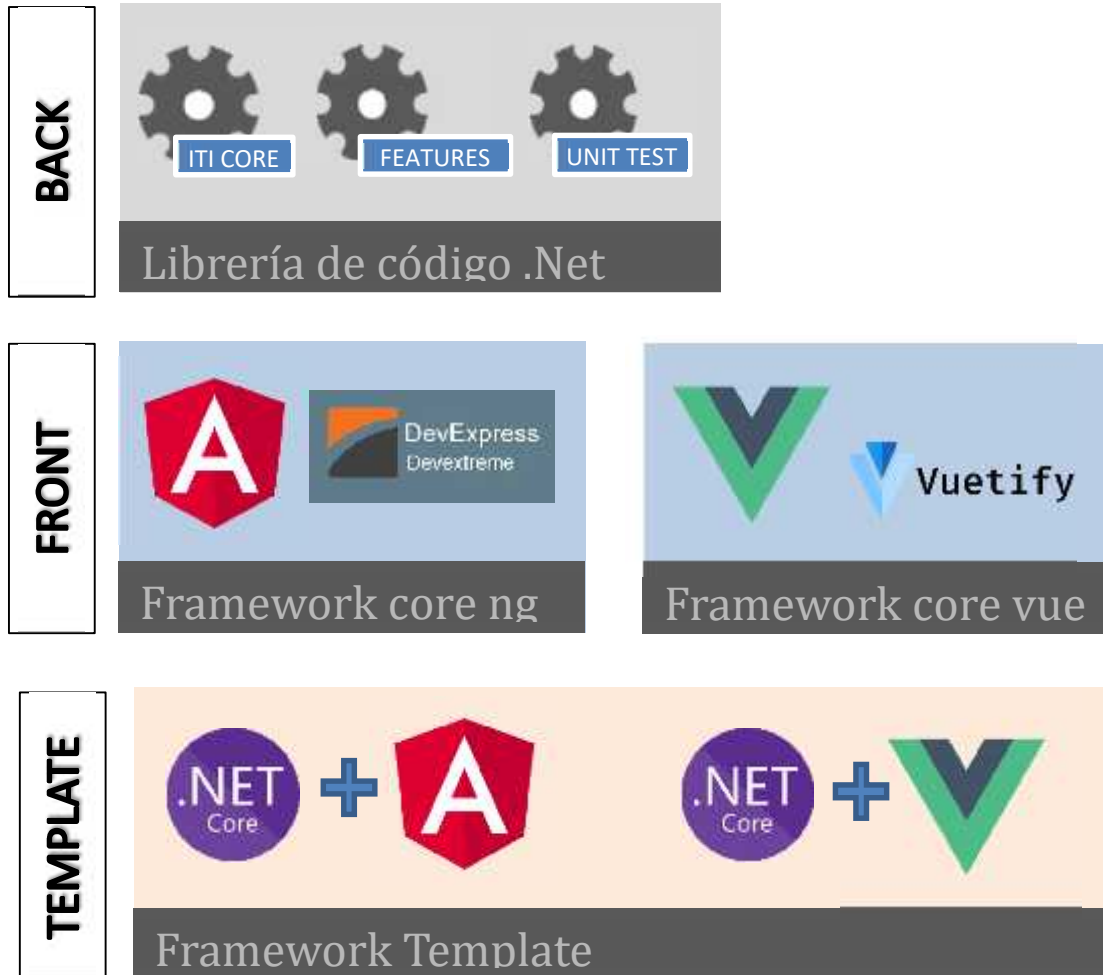 BACK
ITI CORE
FEATURES
UNIT TEST
Librería de código .Net
FRONT
DevExpress
Devextreme
Vuetify
Framework core ng
Framework core vue
TEMPLATE
.NET
Core
.NET
Core
Framework Template